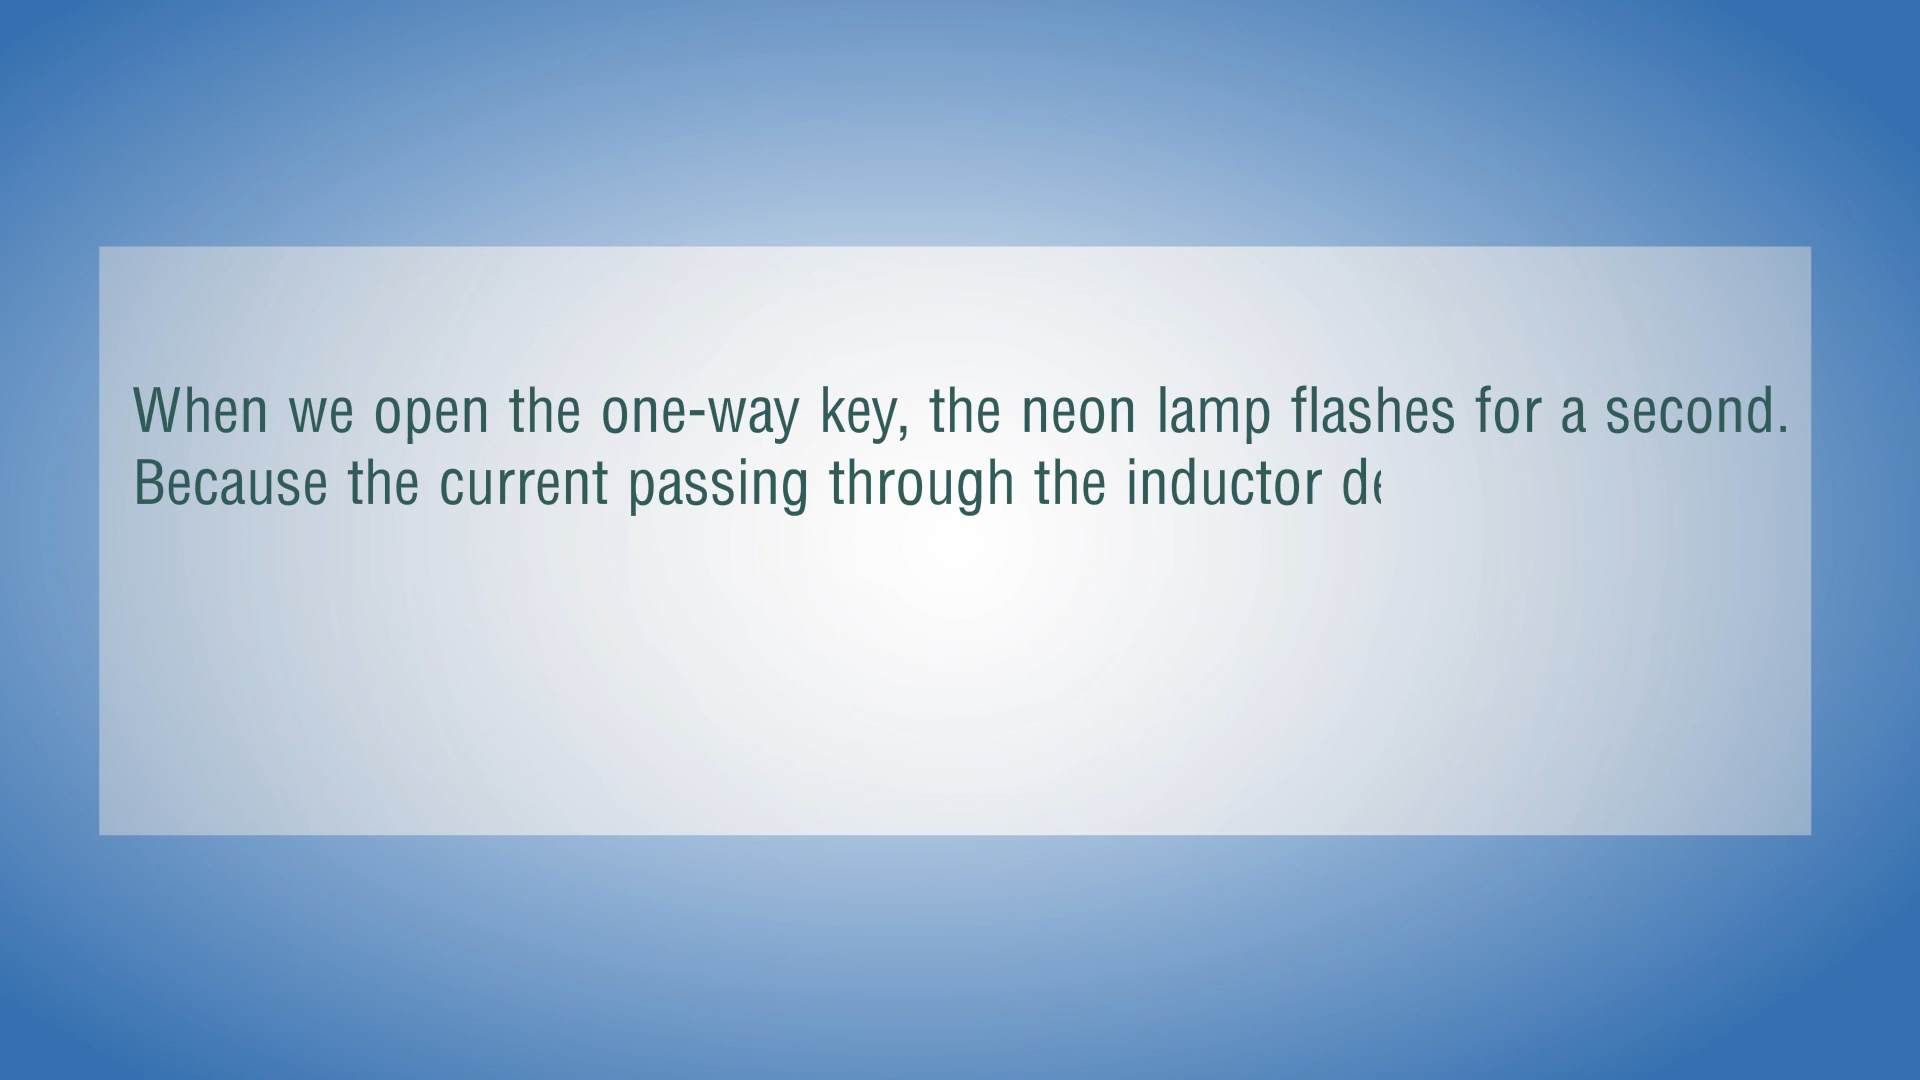 When we open the one-way key, the neon lamp flashes for a second.
Because the current passing through the inductor